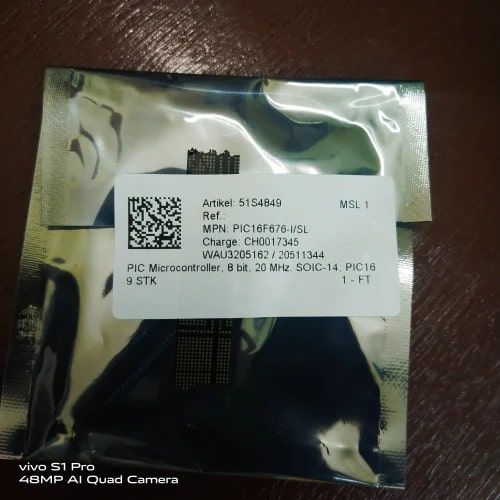 Artikel: 51S4849 MSL 1
Ref.:
MPN: PIC16F676-I/SL
Charge: CH0017345
WAU3205162 / 20511344
PIC Microcontroller, 8 bit, 20 MHz, SOIC-14, PIC16
9 STK 1 - FT
vivo S1 Pro
48MP AI Quad Camera